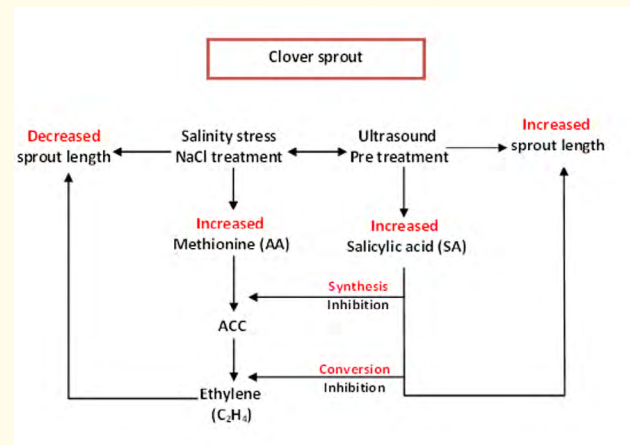 Clover sprout
Decreased
sprout length
Salinity stress
NaCl treatment
Ultrasound
Pre treatment
Increased
sprout length
Increased
Methionine (AA)
Increased
Salicylic acid (SA)
Synthesis
Inhibition
ACC
Conversion
Inhibition
Ethylene
(C₂H₄)